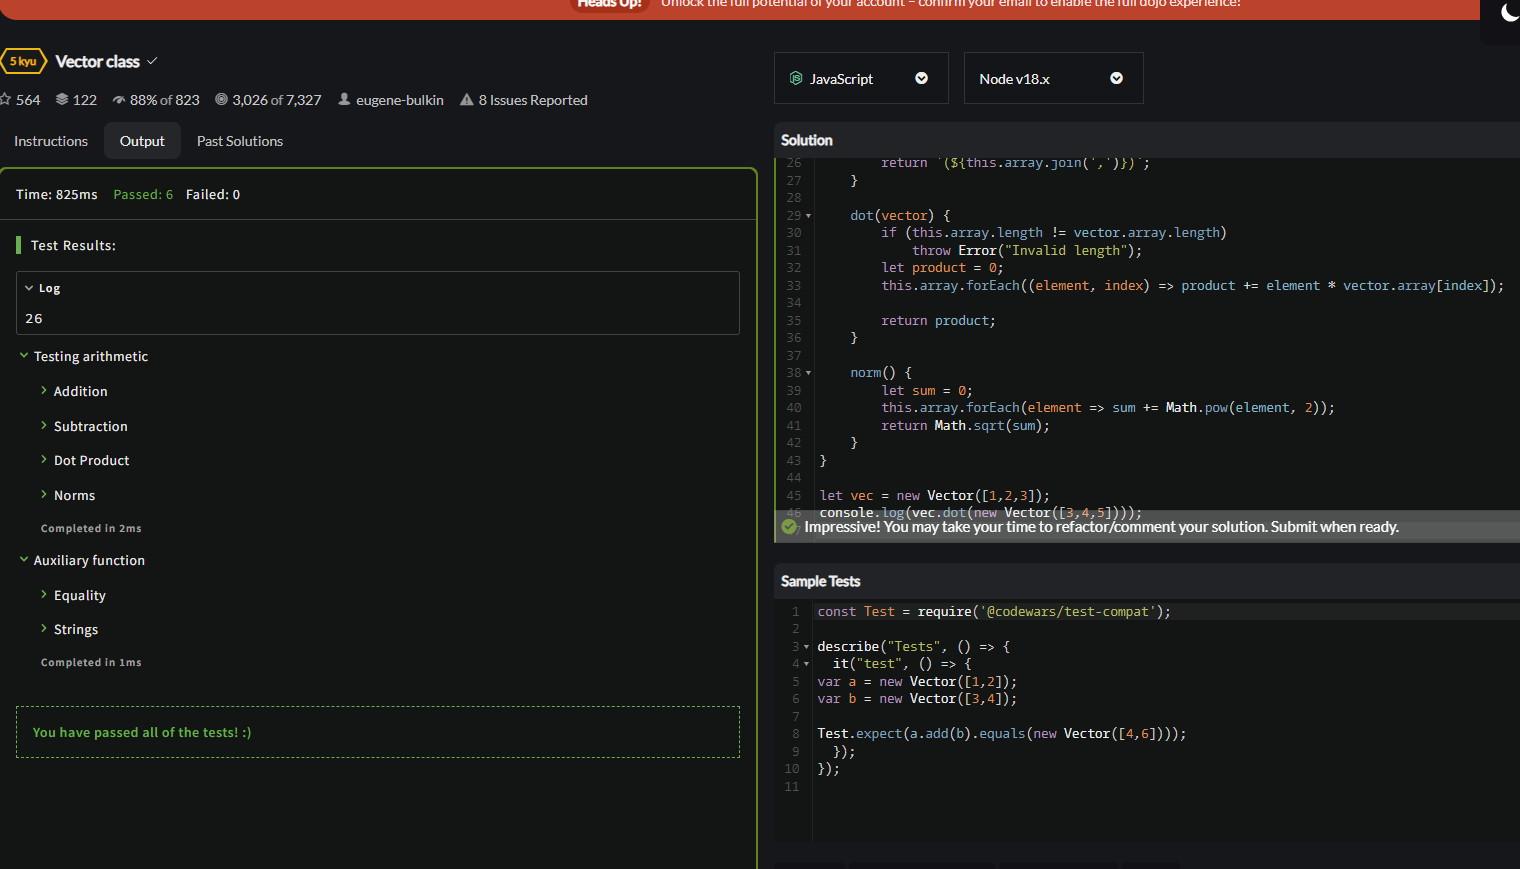 Heads Up! Unlock the full potential of your account – confirm your email to enable the full dojo experience!
5 kyu Vector class
564 122 88% of 823 3,026 of 7,327 eugene-bulkin 8 Issues Reported
Instructions Output Past Solutions
Time: 825ms Passed: 6 Failed: 0
Test Results:
Log
26
Testing arithmetic
Addition
Subtraction
Dot Product
Norms
Completed in 2ms
Auxiliary function
Equality
Strings
Completed in 1ms
You have passed all of the tests! :)
JavaScript Node v18.x
Solution
26 return `(${this.array.join(',')})`;
27 }
28
29 dot(vector) {
30 if (this.array.length != vector.array.length)
31 throw Error("Invalid length");
32 let product = 0;
33 this.array.forEach((element, index) => product += element * vector.array[index]);
34
35 return product;
36 }
37
38 norm() {
39 let sum = 0;
40 this.array.forEach(element => sum += Math.pow(element, 2));
41 return Math.sqrt(sum);
42 }
43 }
44
45 let vec = new Vector([1,2,3]);
46 console.log(vec.dot(new Vector([3,4,5])));
Impressive! You may take your time to refactor/comment your solution. Submit when ready.
Sample Tests
1 const Test = require('@codewars/test-compat');
2
3 describe("Tests", () => {
4 it("test", () => {
5 var a = new Vector([1,2]);
6 var b = new Vector([3,4]);
7
8 Test.expect(a.add(b).equals(new Vector([4,6])));
9 });
10 });
11